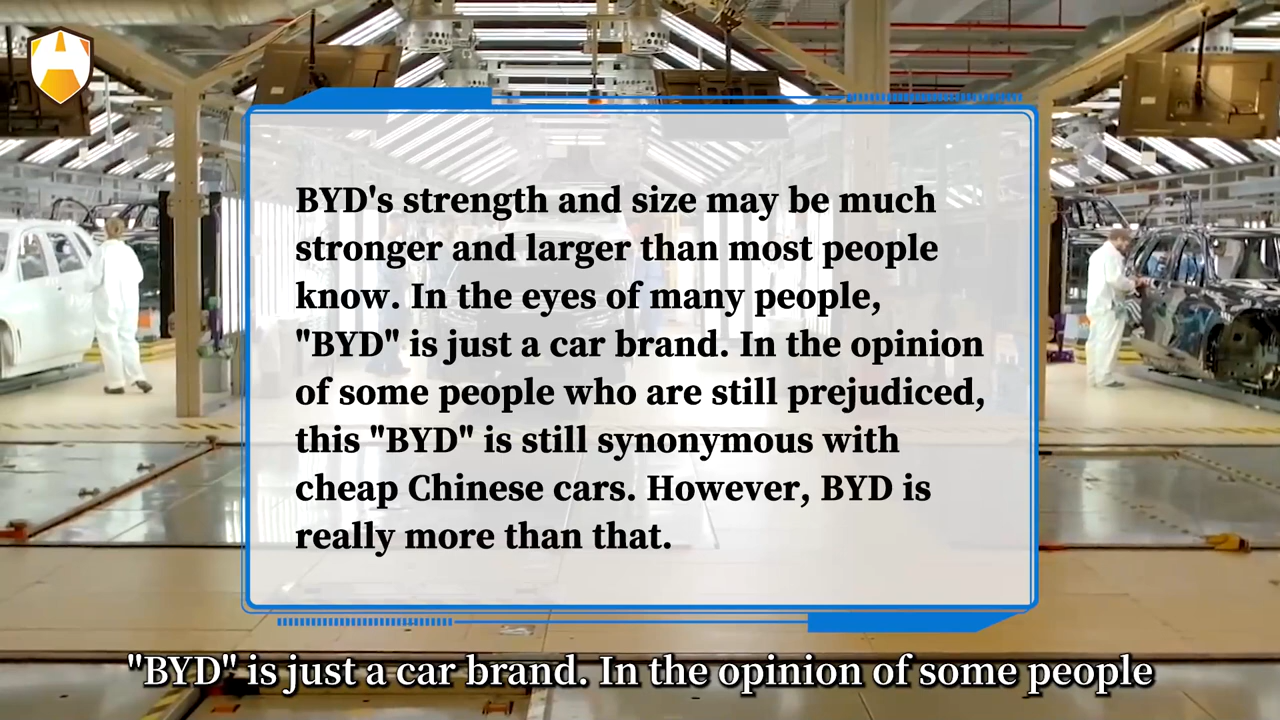 BYD's strength and size may be much
stronger and larger than most people
know. In the eyes of many people,
"BYD" is just a car brand. In the opinion
of some people who are still prejudiced,
this "BYD" is still synonymous with
cheap Chinese cars. However, BYD is
really more than that.
"BYD" is just a car brand. In the opinion of some people